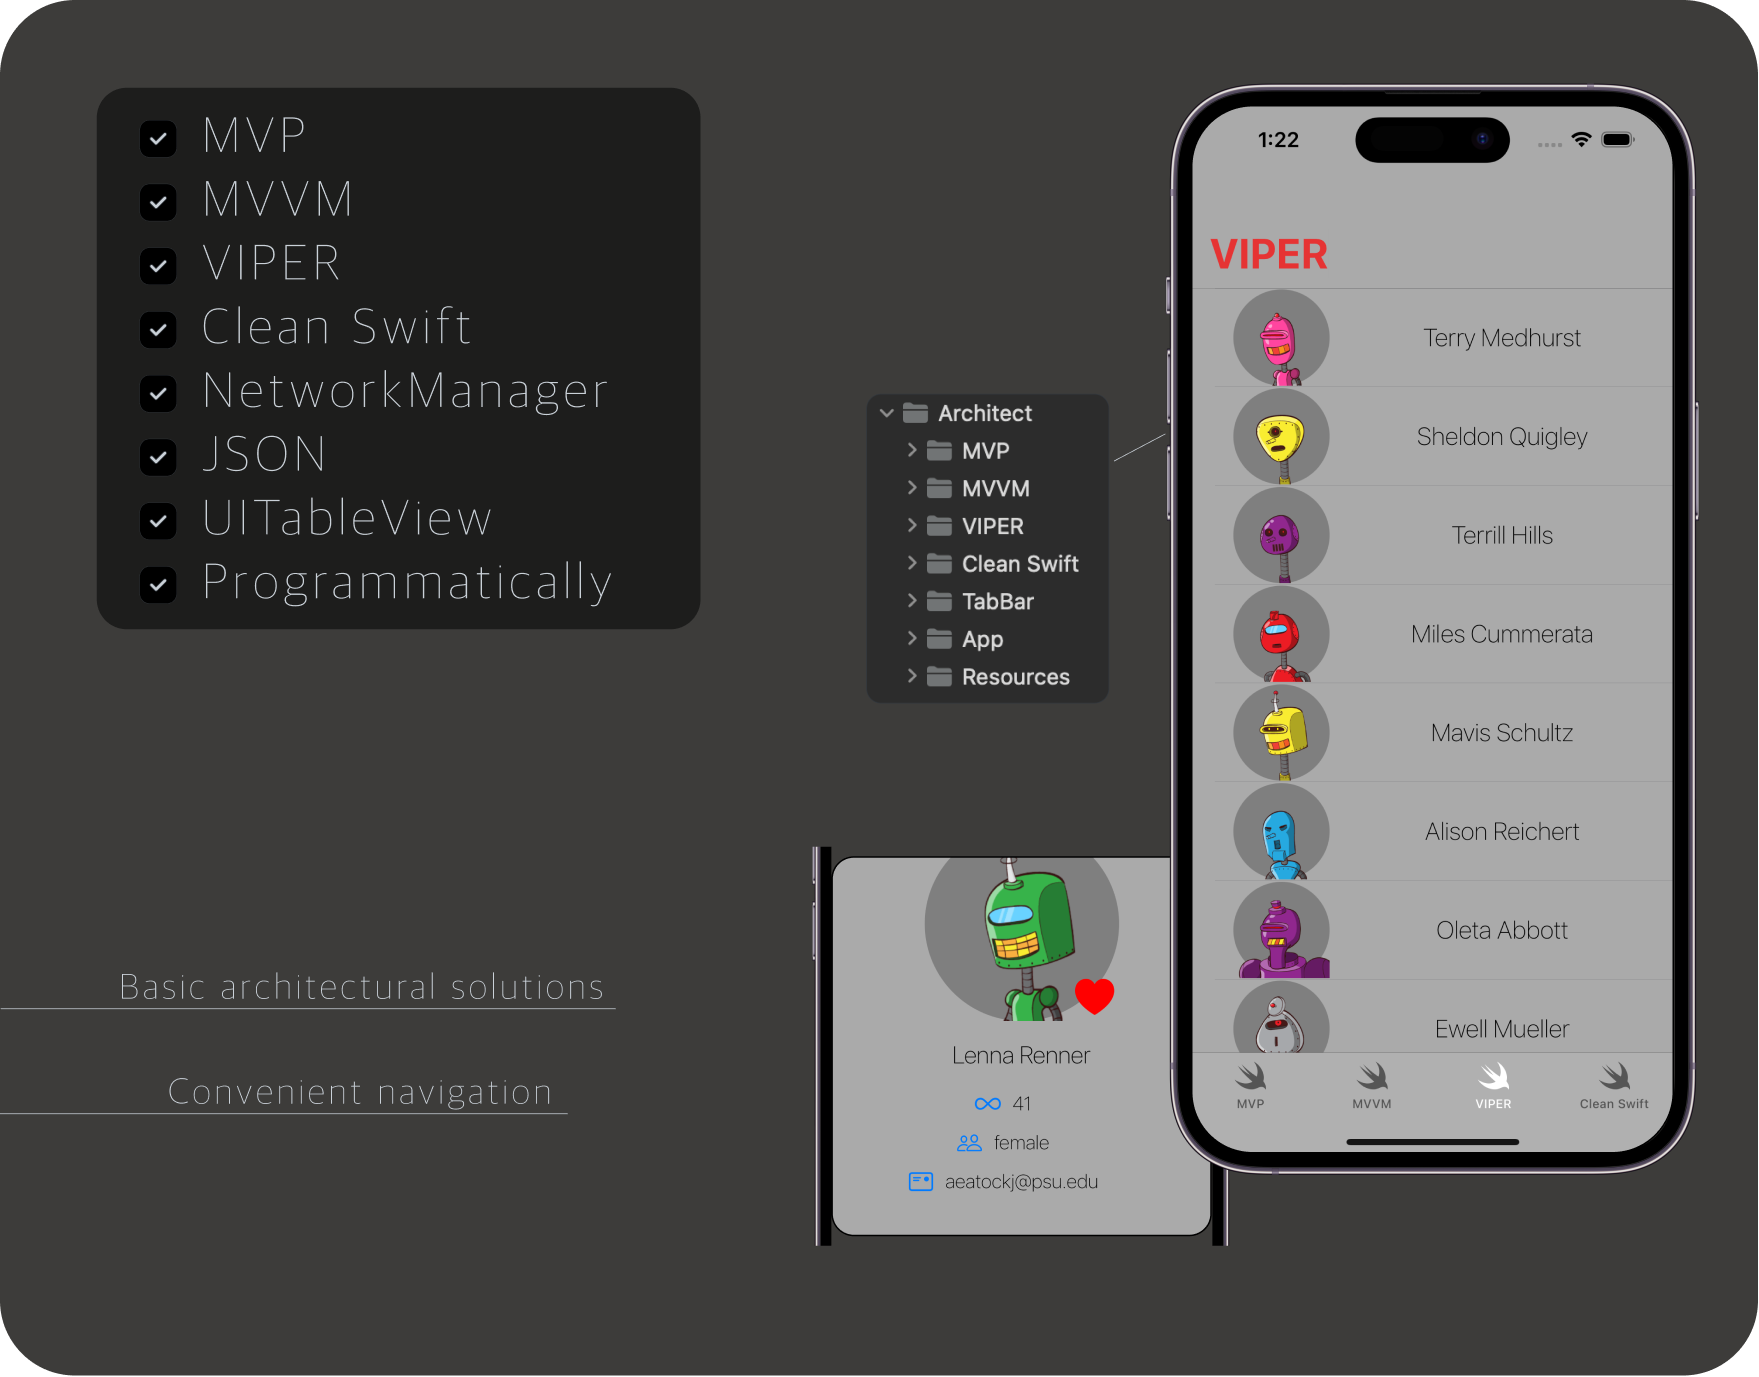 MVP
MVVM
VIPER
Clean Swift
NetworkManager
JSON
UITableView
Programmatically
Basic architectural solutions
Convenient navigation
Architect
MVP
MVVM
VIPER
Clean Swift
TabBar
App
Resources
Lenna Renner
41
female
aeatockj@psu.edu
1:22
VIPER
Terry Medhurst
Sheldon Quigley
Terrill Hills
Miles Cummerata
Mavis Schultz
Alison Reichert
Oleta Abbott
Ewell Mueller
MVP MVVM VIPER Clean Swift